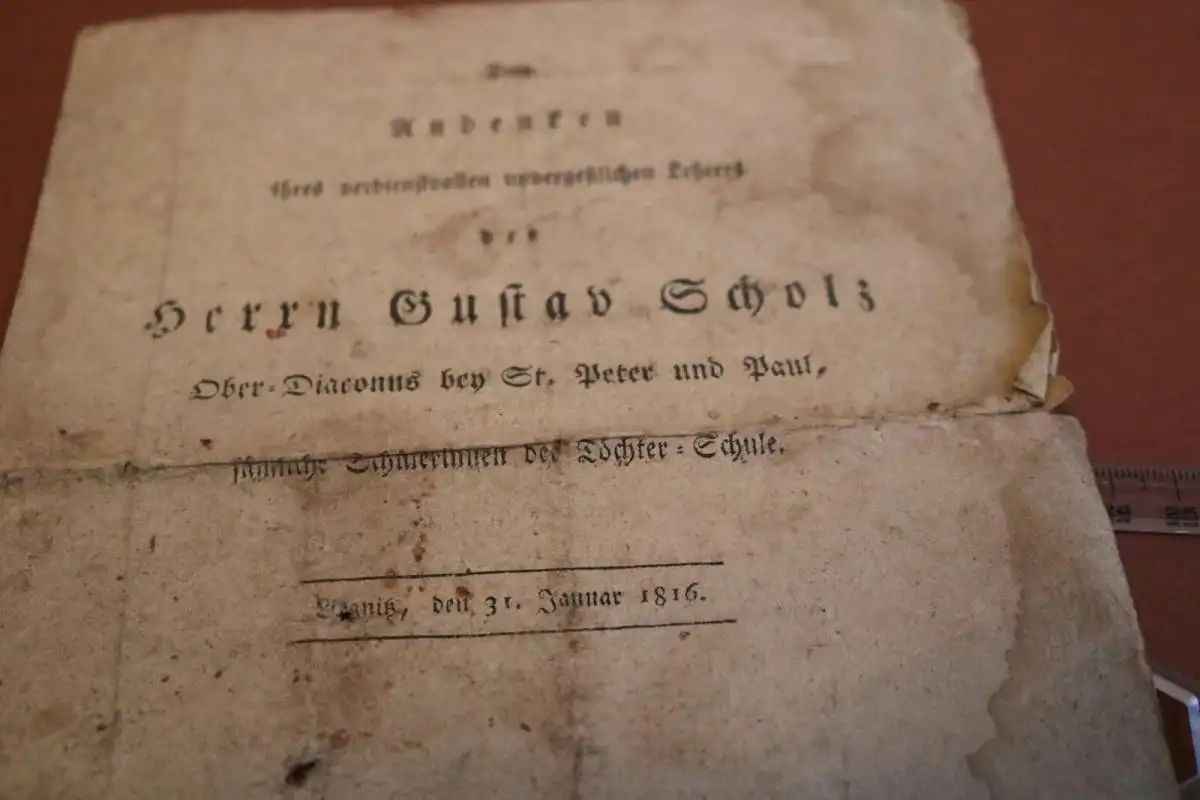 Dem
Andenken
ihres verdienstvollen unvergeßlichen Lehrers
des
Herrn Gustav Scholz
Ober-Diaconus bey St. Peter und Paul,
sämtliche Schülerinnen der Töchter-Schule.
Liegnitz, den 31. Januar 1816.